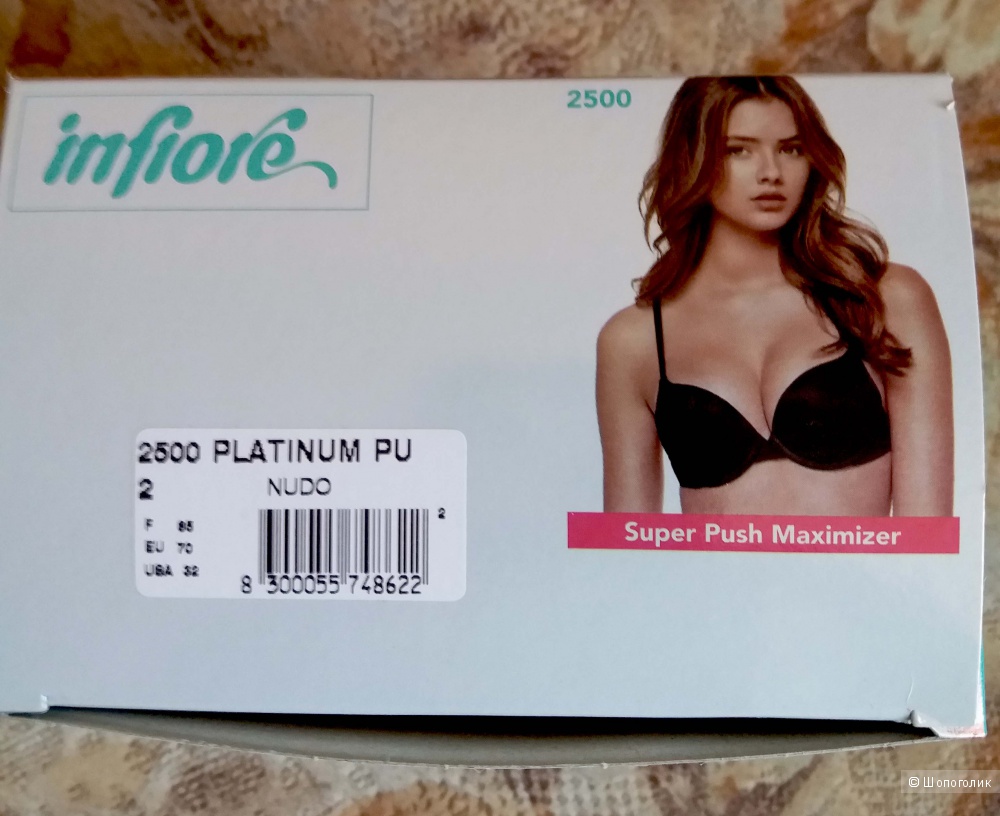 infiore
2500
2500 PLATINUM PU
2 NUDO
2
F 85
EU 70
USA 32
8 300055 748622
Super Push Maximizer
© Шопоголик